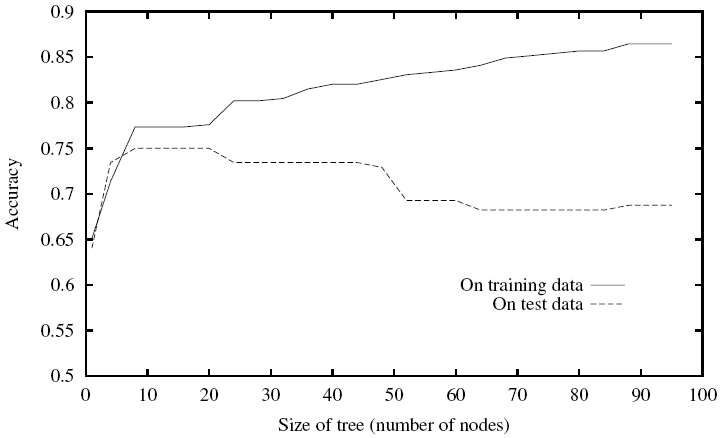 0.9
0.85
0.8
0.75
0.7
0.65
0.6
0.55
0.5
Accuracy
On training data
On test data
0 10 20 30 40 50 60 70 80 90 100
Size of tree (number of nodes)